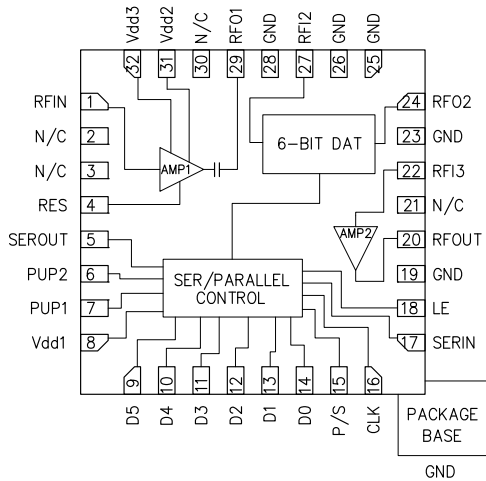 Vdd3
Vdd2
N/C
RFO1
GND
RFI2
GND
GND
32
31
30
29
28
27
26
25
RFIN 1
N/C 2
N/C 3
RES 4
SEROUT 5
PUP2 6
PUP1 7
Vdd1 8
AMP1
6-BIT DAT
AMP2
SER/PARALLEL
CONTROL
24 RFO2
23 GND
22 RFI3
21 N/C
20 RFOUT
19 GND
18 LE
17 SERIN
9
10
11
12
13
14
15
16
D5
D4
D3
D2
D1
D0
P/S
CLK
PACKAGE
BASE
GND